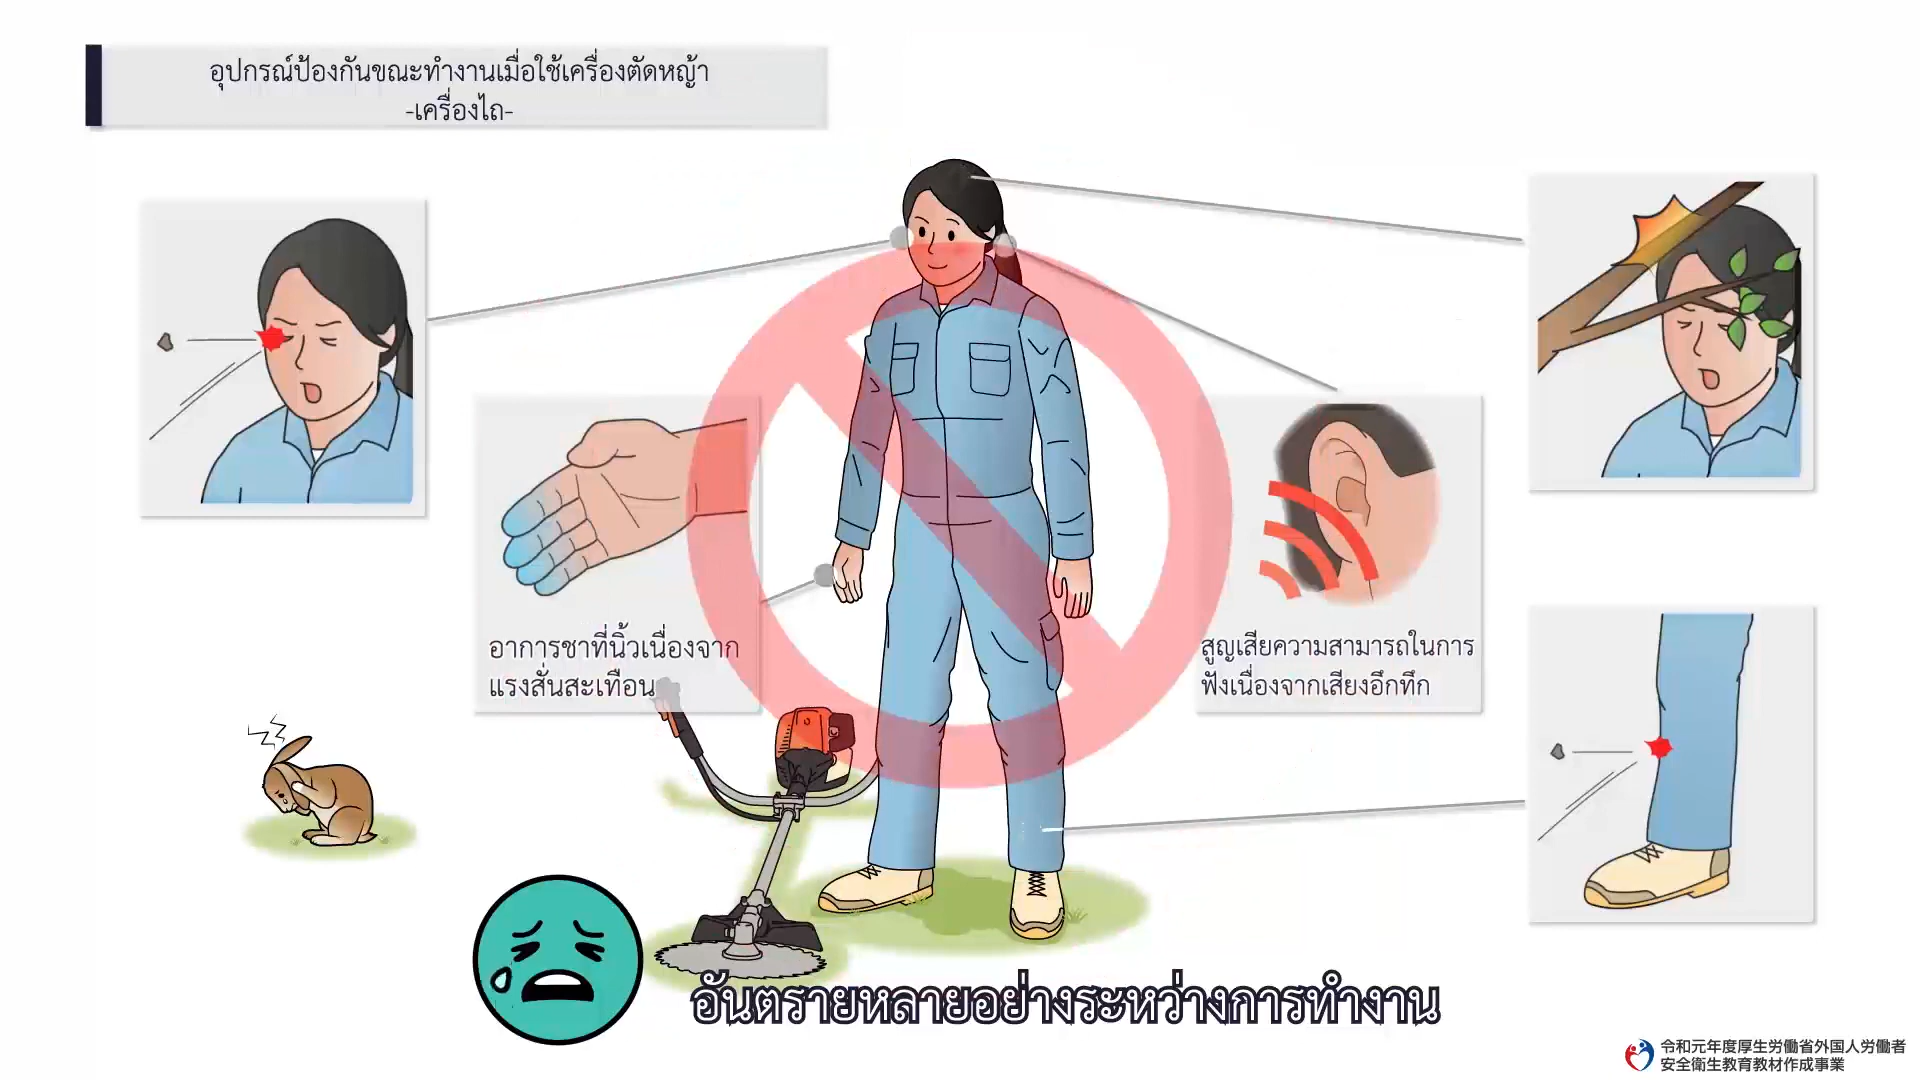 อุปกรณ์ป้องกันขณะทำงานเมื่อใช้เครื่องตัดหญ้า
-เครื่องไถ-
อาการชาที่นิ้วเนื่องจาก
แรงสั่นสะเทือน
สูญเสียความสามารถในการ
ฟังเนื่องจากเสียงอึกทึก
อันตรายหลายอย่างระหว่างการทำงาน
令和元年度厚生労働省外国人労働者
安全衛生教育教材作成事業